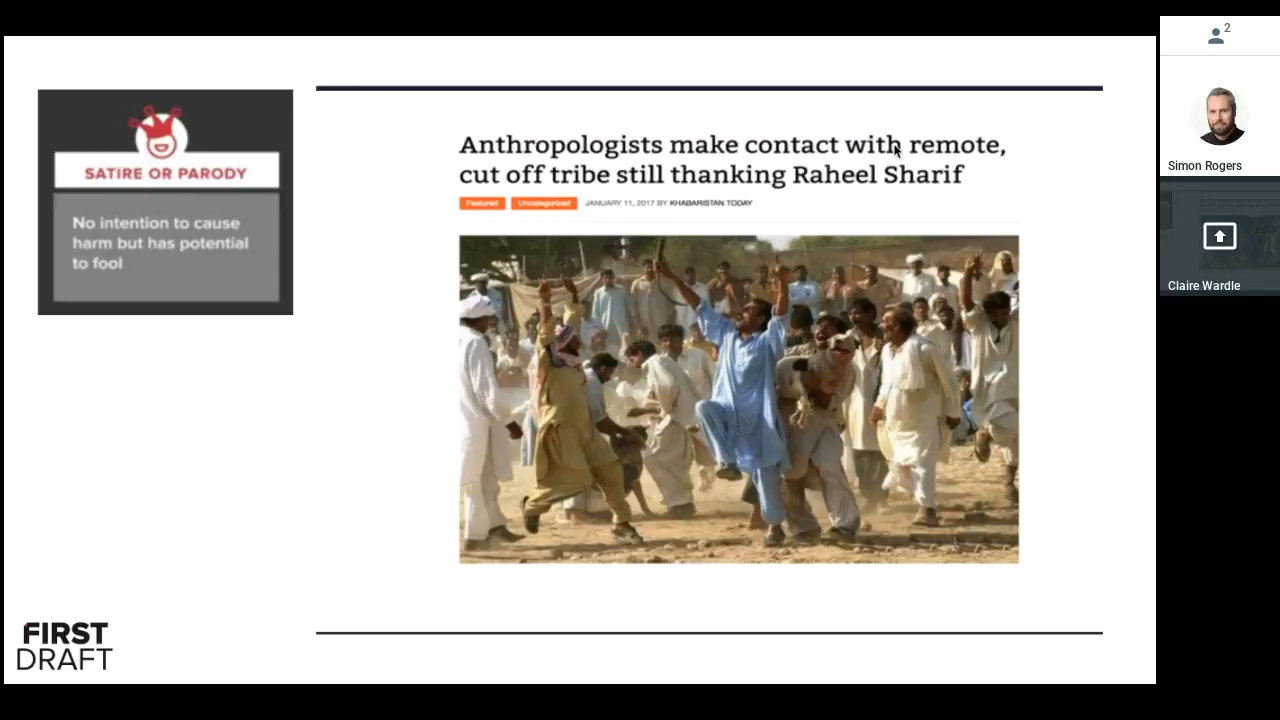 2
SATIRE OR PARODY
No intention to cause
harm but has potential
to fool
Anthropologists make contact with remote,
cut off tribe still thanking Raheel Sharif
Featured Uncategorized JANUARY 11, 2017 BY KHABARISTAN TODAY
Simon Rogers
Claire Wardle
FIRST
DRAFT